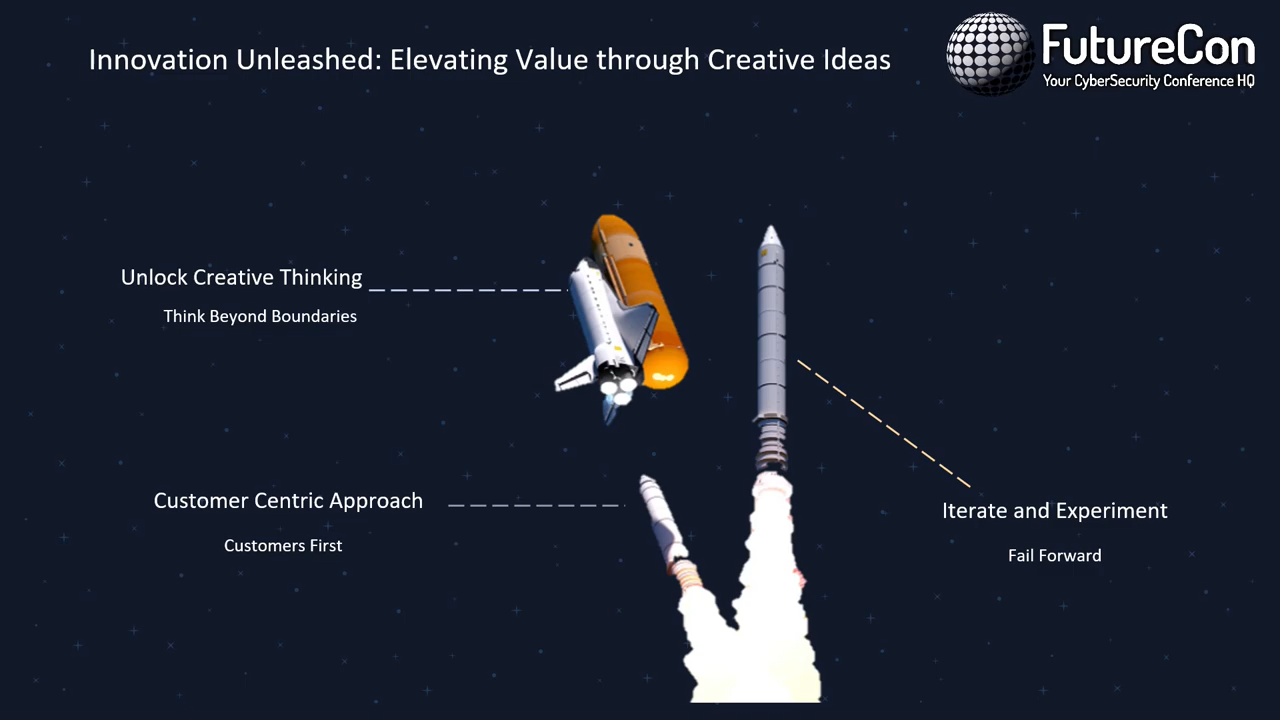 Innovation Unleashed: Elevating Value through Creative Ideas
FutureCon
Your CyberSecurity Conference HQ
Unlock Creative Thinking
Think Beyond Boundaries
Customer Centric Approach
Customers First
Iterate and Experiment
Fail Forward